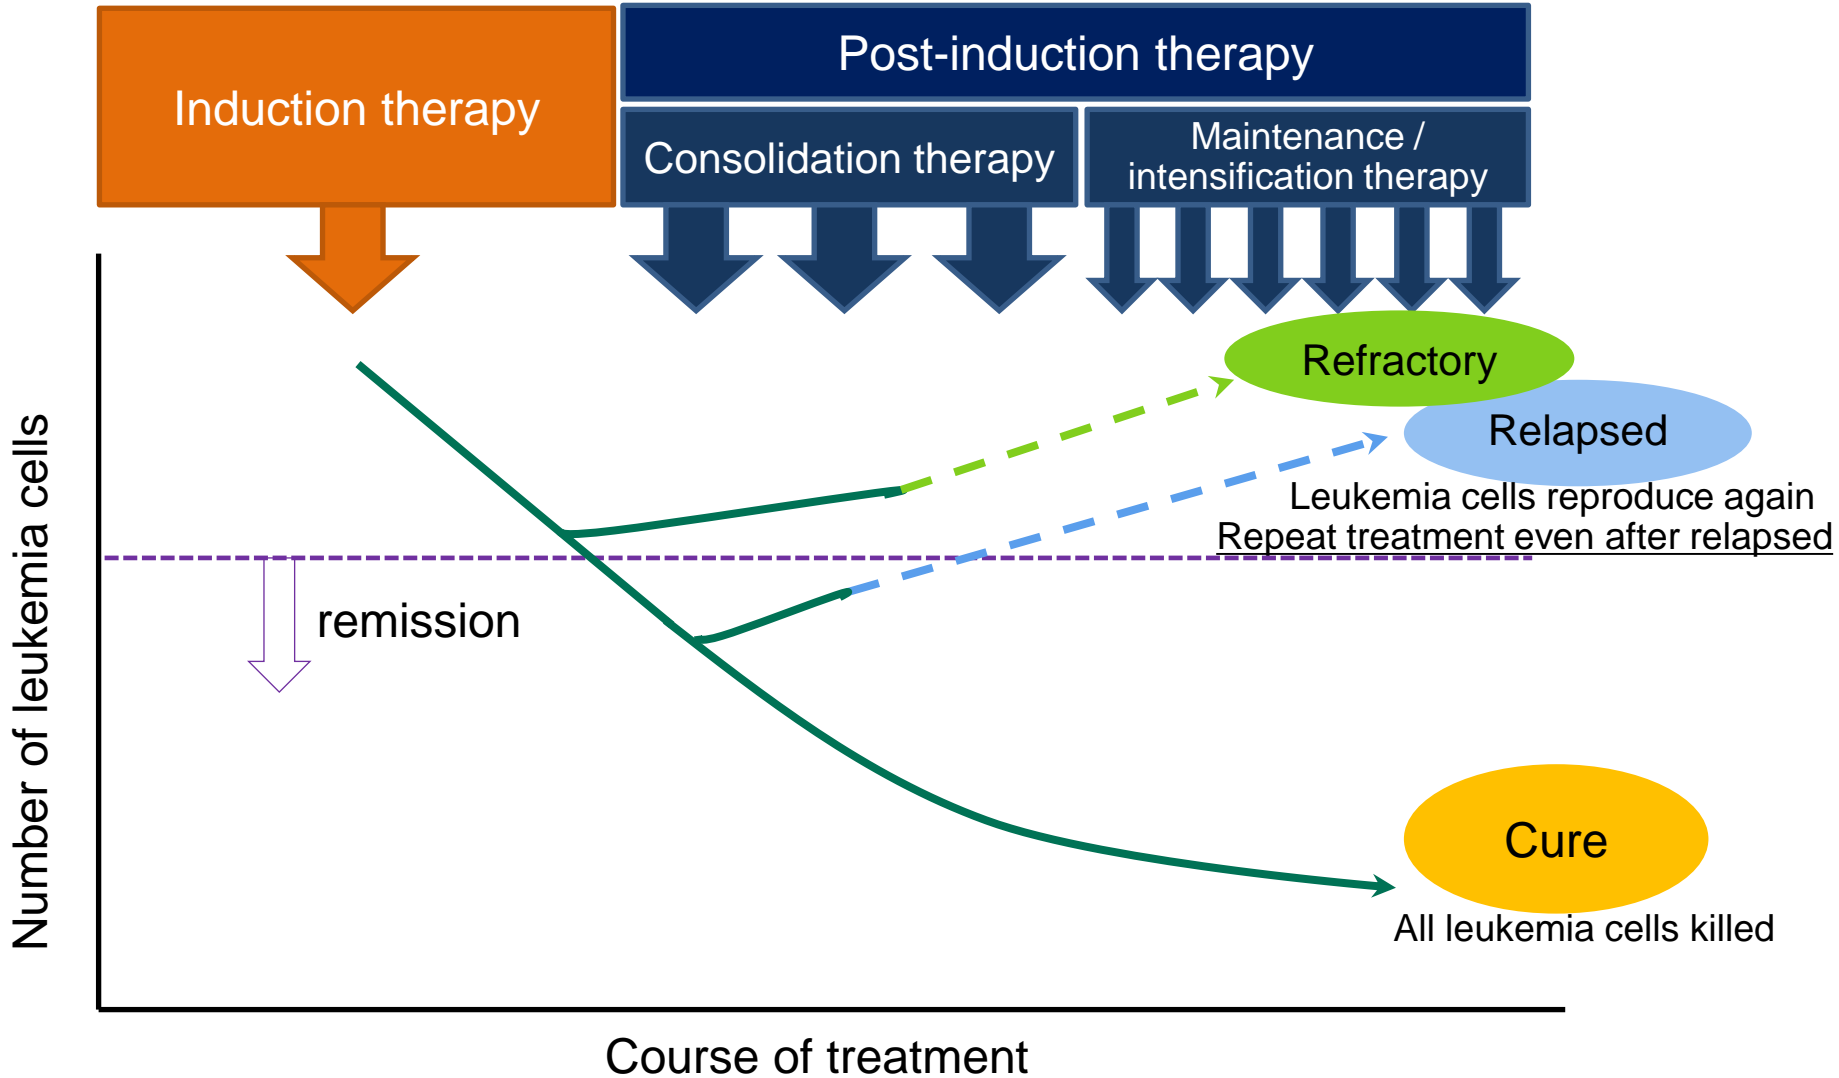 Induction therapy
Post-induction therapy
Consolidation therapy
Maintenance /
intensification therapy
Refractory
Relapsed
Leukemia cells reproduce again
Repeat treatment even after relapsed
remission
Cure
All leukemia cells killed
Number of leukemia cells
Course of treatment